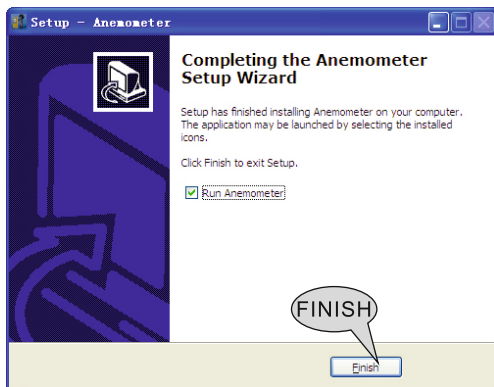 Setup - Anemometer
Completing the Anemometer
Setup Wizard
Setup has finished installing Anemometer on your computer.
The application may be launched by selecting the installed
icons.
Click Finish to exit Setup.
Run Anemometer
FINISH
Finish